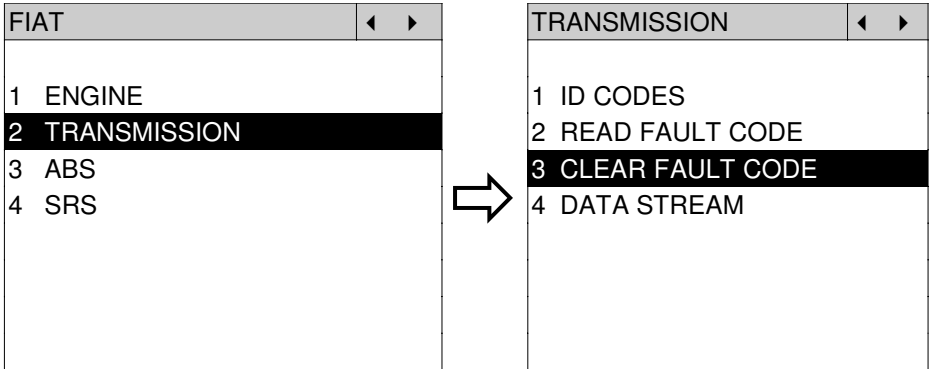 FIAT
1 ENGINE
2 TRANSMISSION
3 ABS
4 SRS
TRANSMISSION
1 ID CODES
2 READ FAULT CODE
3 CLEAR FAULT CODE
4 DATA STREAM